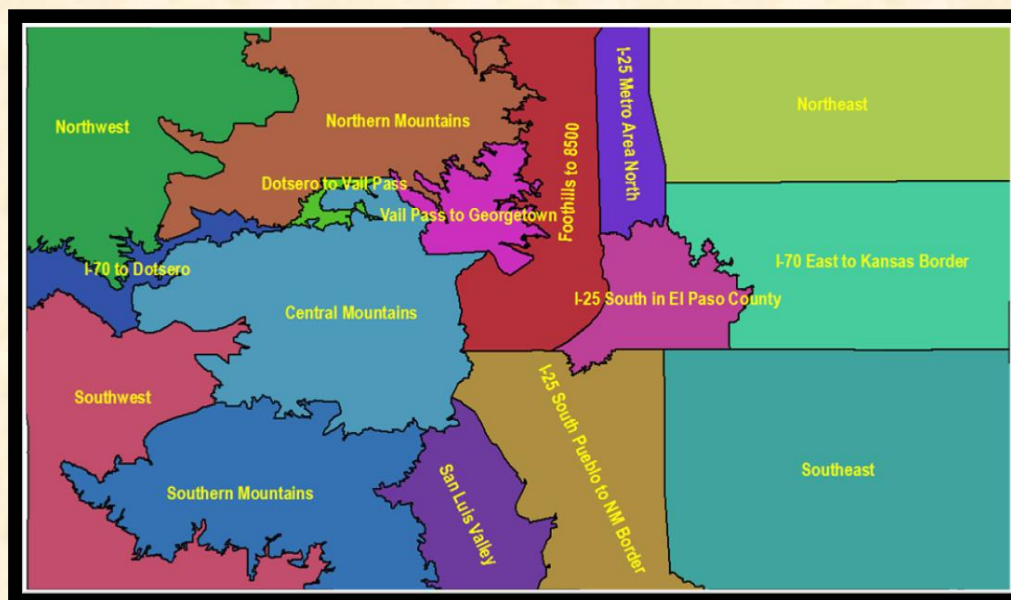 Northwest
Northern Mountains
I-25 Metro Area North
Northeast
Foothills to 8500
Dotsero to Vail Pass
Vail Pass to Georgetown
I-70 to Dotsero
I-70 East to Kansas Border
I-25 South in El Paso County
Central Mountains
Southwest
I-25 South Pueblo to NM Border
Southeast
Southern Mountains
San Luis Valley